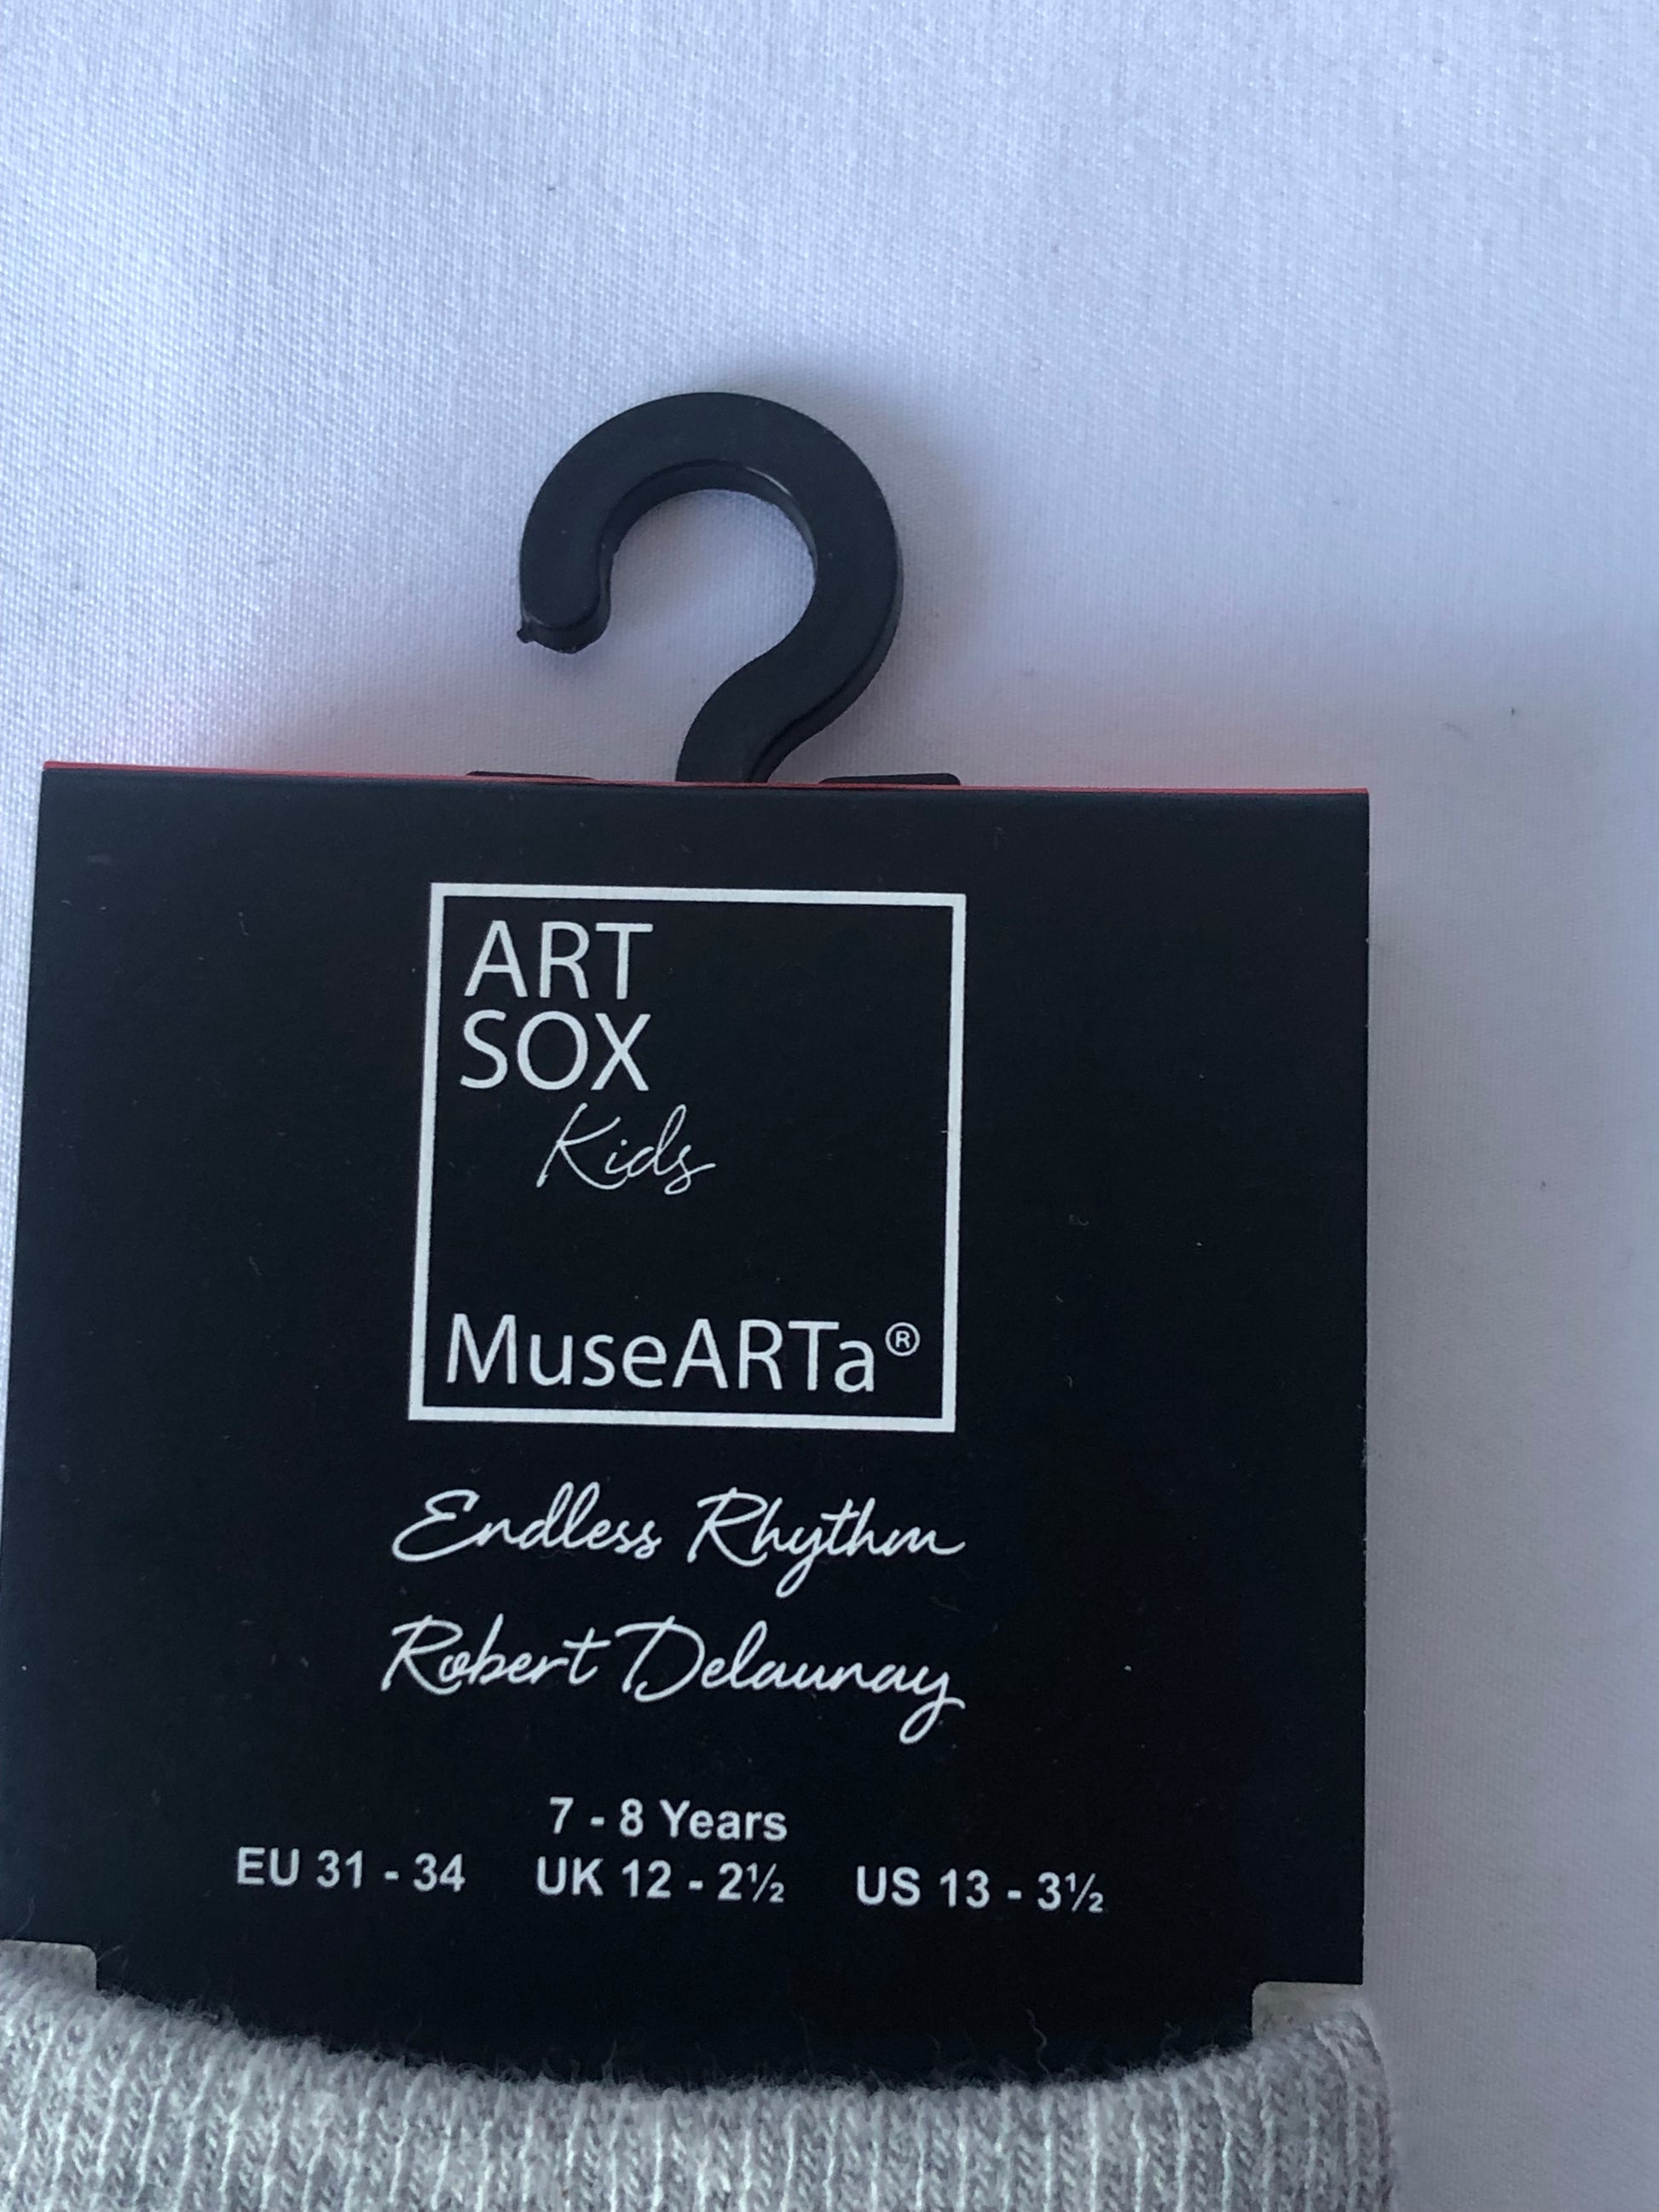 ART
SOX
Kids
MuseARTa®
Endless Rhythm
Robert Delaunay
7 - 8 Years
EU 31 - 34 UK 12 - 2½ US 13 - 3½